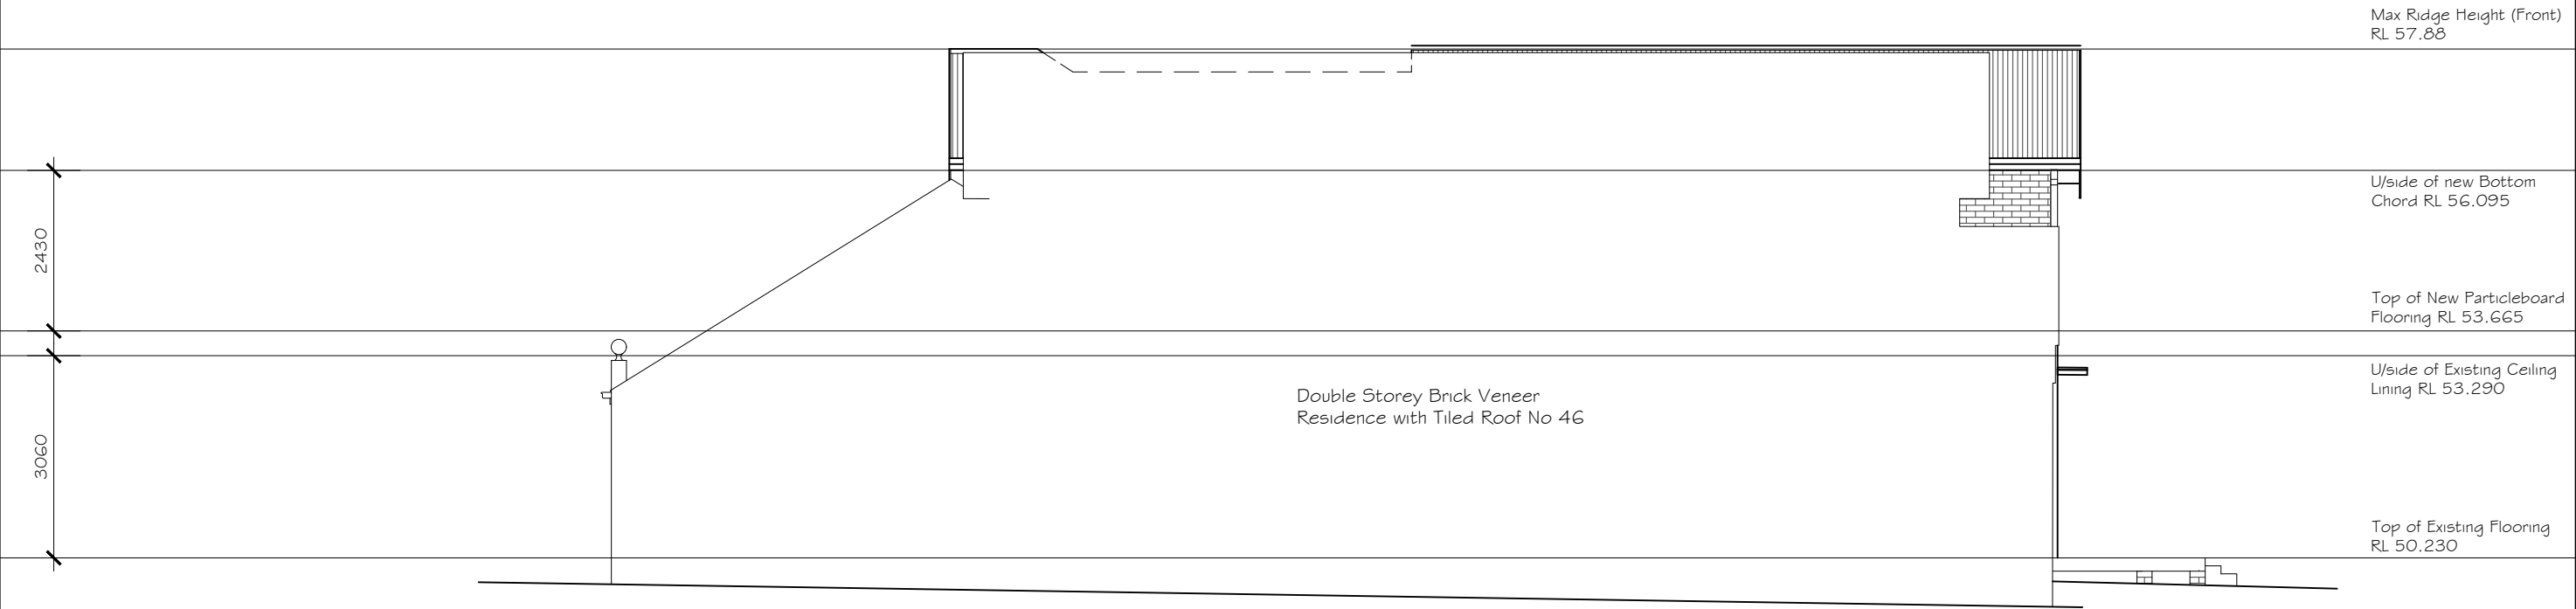 Max Ridge Height (Front)
RL 57.88
U/side of new Bottom
Chord RL 56.095
2430
Top of New Particleboard
Flooring RL 53.665
U/side of Existing Ceiling
Lining RL 53.290
Double Storey Brick Veneer
Residence with Tiled Roof No 46
3060
Top of Existing Flooring
RL 50.230